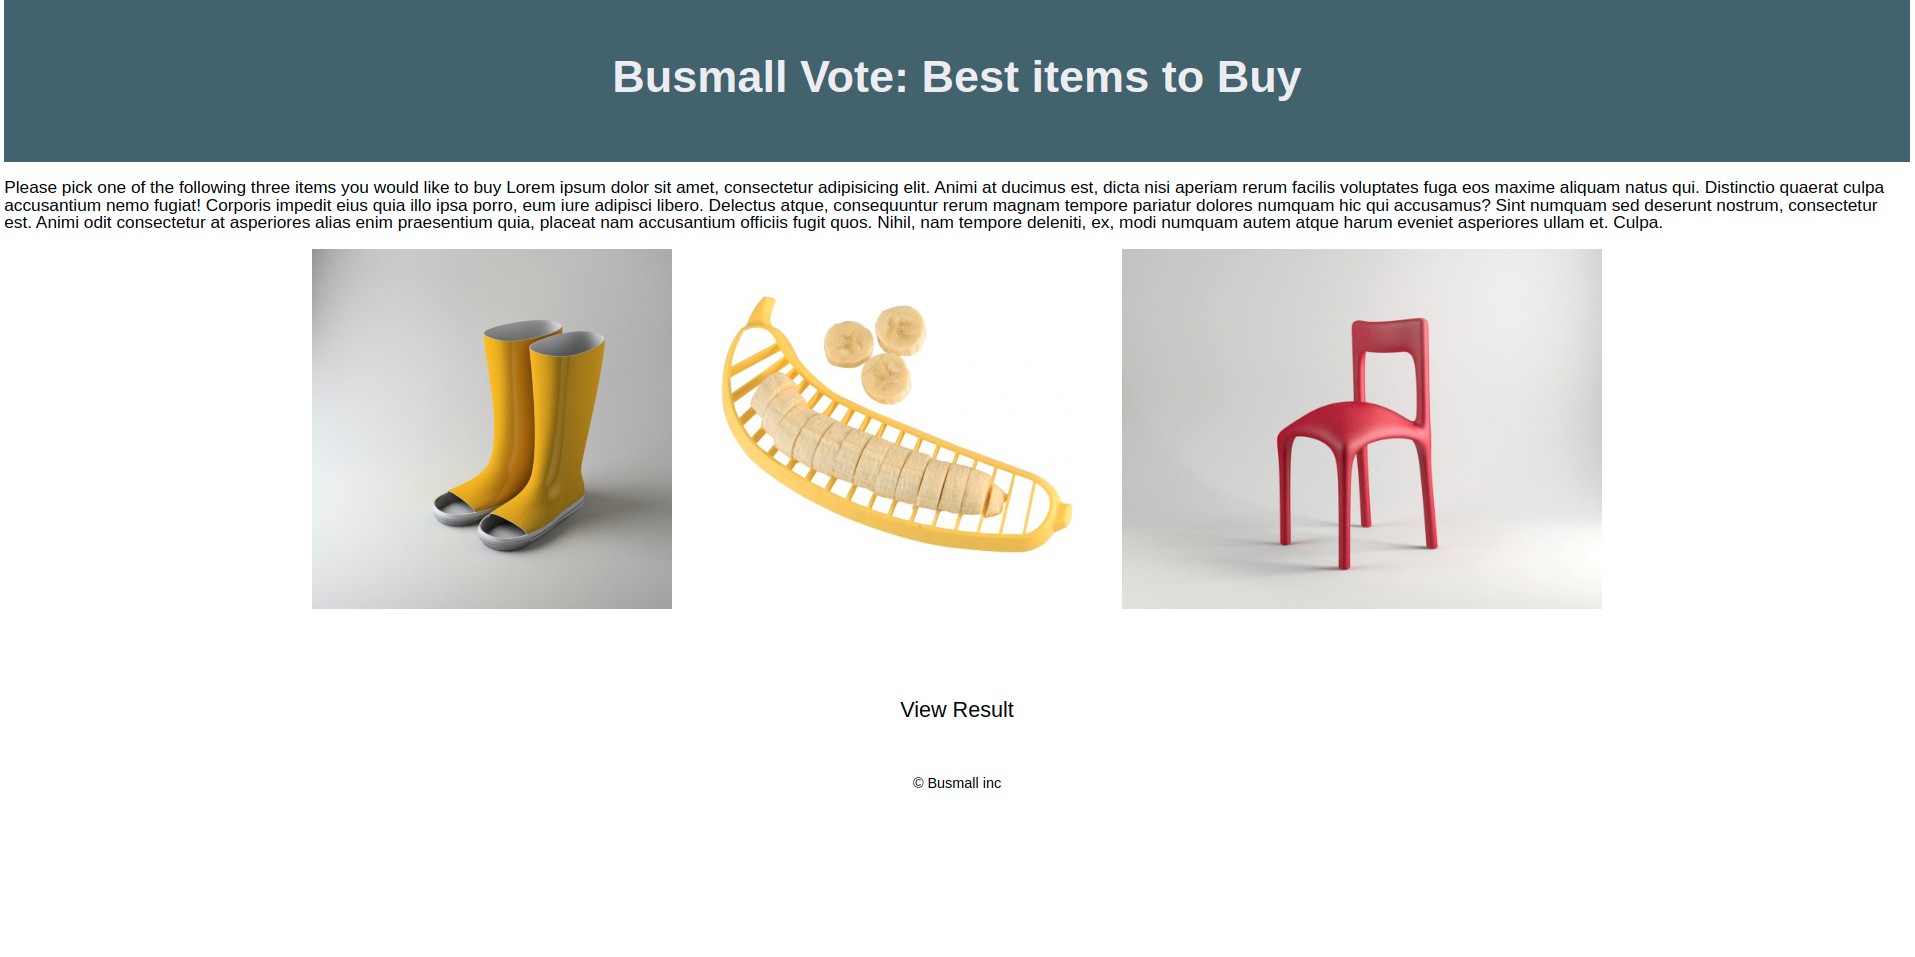 Busmall Vote: Best items to Buy
Please pick one of the following three items you would like to buy Lorem ipsum dolor sit amet, consectetur adipisicing elit. Animi at ducimus est, dicta nisi aperiam rerum facilis voluptates fuga eos maxime aliquam natus qui. Distinctio quaerat culpa
accusantium nemo fugiat! Corporis impedit eius quia illo ipsa porro, eum iure adipisci libero. Delectus atque, consequuntur rerum magnam tempore pariatur dolores numquam hic qui accusamus? Sint numquam sed deserunt nostrum, consectetur
est. Animi odit consectetur at asperiores alias enim praesentium quia, placeat nam accusantium officiis fugit quos. Nihil, nam tempore deleniti, ex, modi numquam autem atque harum eveniet asperiores ullam et. Culpa.
View Result
© Busmall inc